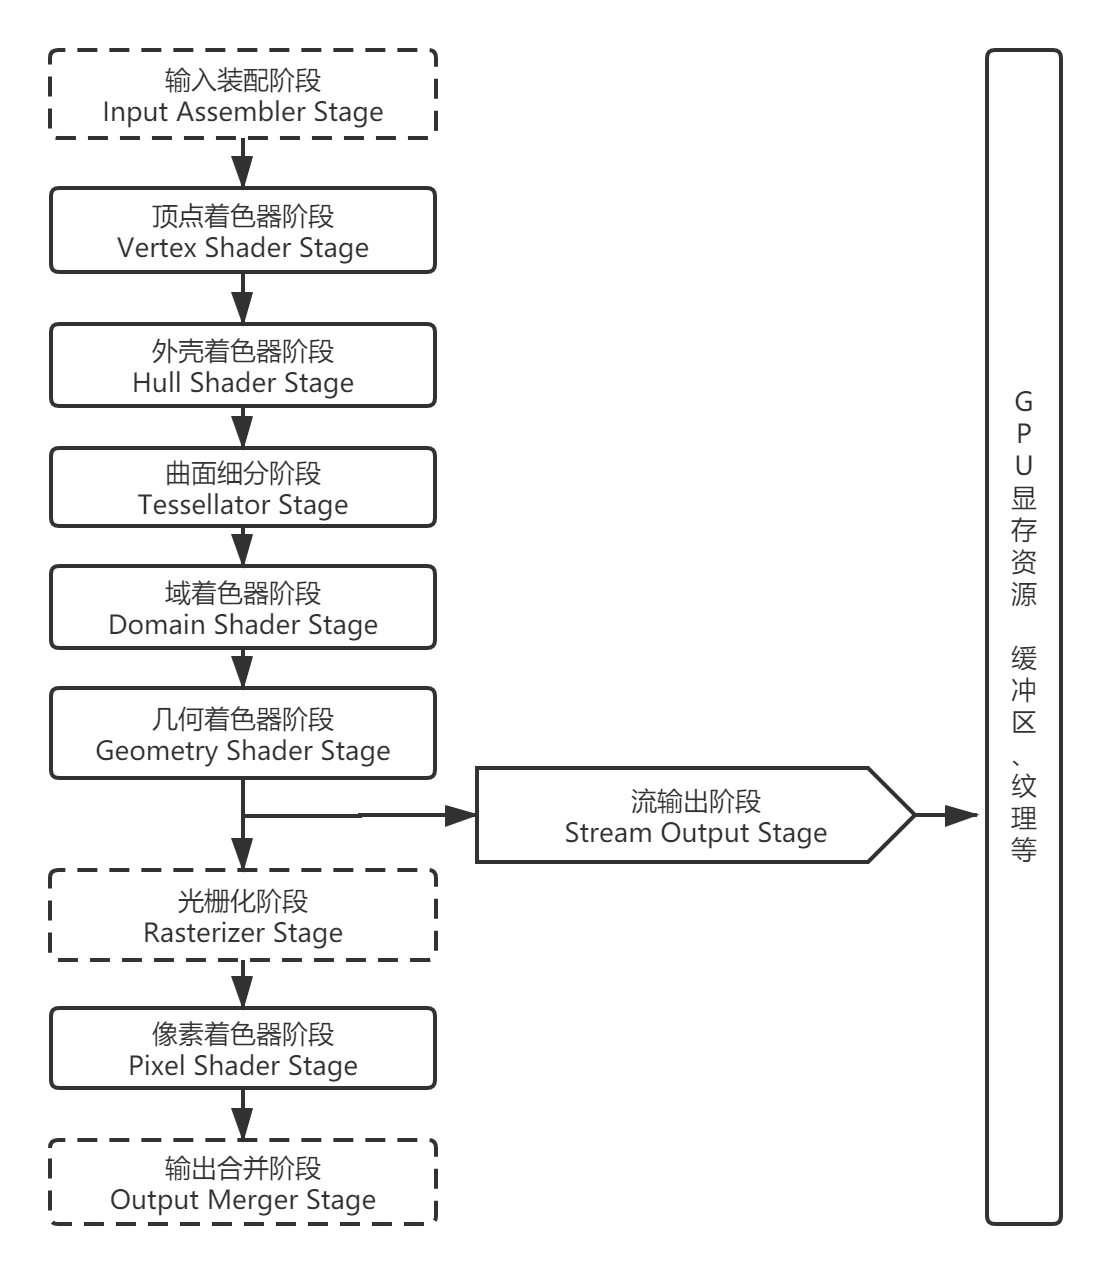 输入装配阶段
Input Assembler Stage
顶点着色器阶段
Vertex Shader Stage
外壳着色器阶段
Hull Shader Stage
曲面细分阶段
Tessellator Stage
域着色器阶段
Domain Shader Stage
几何着色器阶段
Geometry Shader Stage
流输出阶段
Stream Output Stage
光栅化阶段
Rasterizer Stage
像素着色器阶段
Pixel Shader Stage
输出合并阶段
Output Merger Stage
GPU显存资源 缓冲区、纹理等